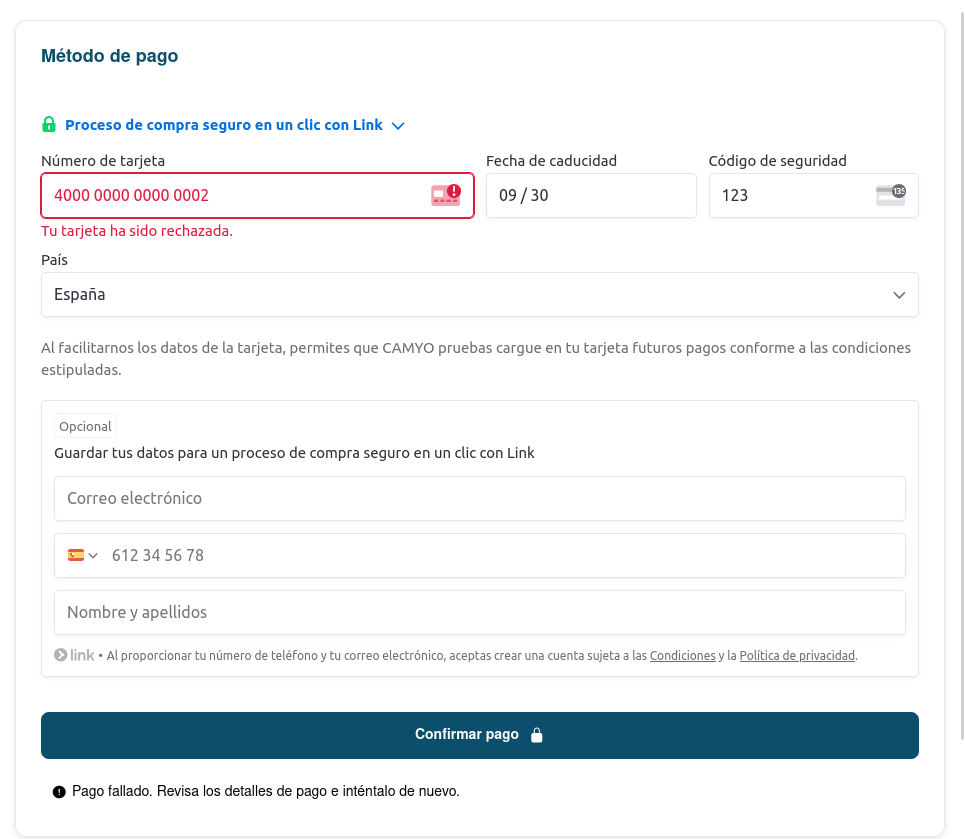 Método de pago
Proceso de compra seguro en un clic con Link
Número de tarjeta
Fecha de caducidad
Código de seguridad
4000 0000 0000 0002
09 / 30
123
135
Tu tarjeta ha sido rechazada.
País
España
Al facilitarnos los datos de la tarjeta, permites que CAMYO pruebas cargue en tu tarjeta futuros pagos conforme a las condiciones
estipuladas.
Opcional
Guardar tus datos para un proceso de compra seguro en un clic con Link
Correo electrónico
612 34 56 78
Nombre y apellidos
link • Al proporcionar tu número de teléfono y tu correo electrónico, aceptas crear una cuenta sujeta a las Condiciones y la Política de privacidad.
Confirmar pago
Pago fallado. Revisa los detalles de pago e inténtalo de nuevo.